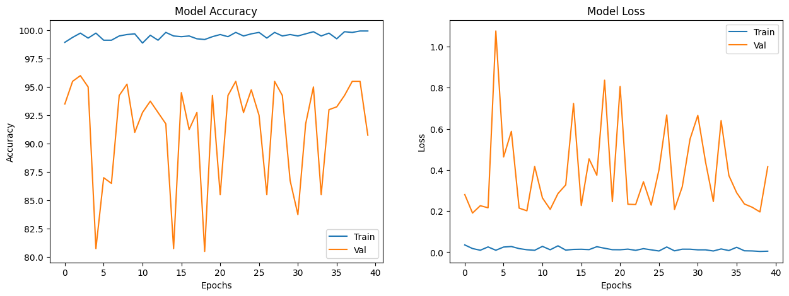 Model Accuracy
100.0
97.5
95.0
92.5
90.0
87.5
85.0
82.5
80.0
Accuracy
0 5 10 15 20 25 30 35 40
Epochs
Train
Val
Model Loss
1.0
0.8
0.6
0.4
0.2
0.0
Loss
0 5 10 15 20 25 30 35 40
Epochs
Train
Val